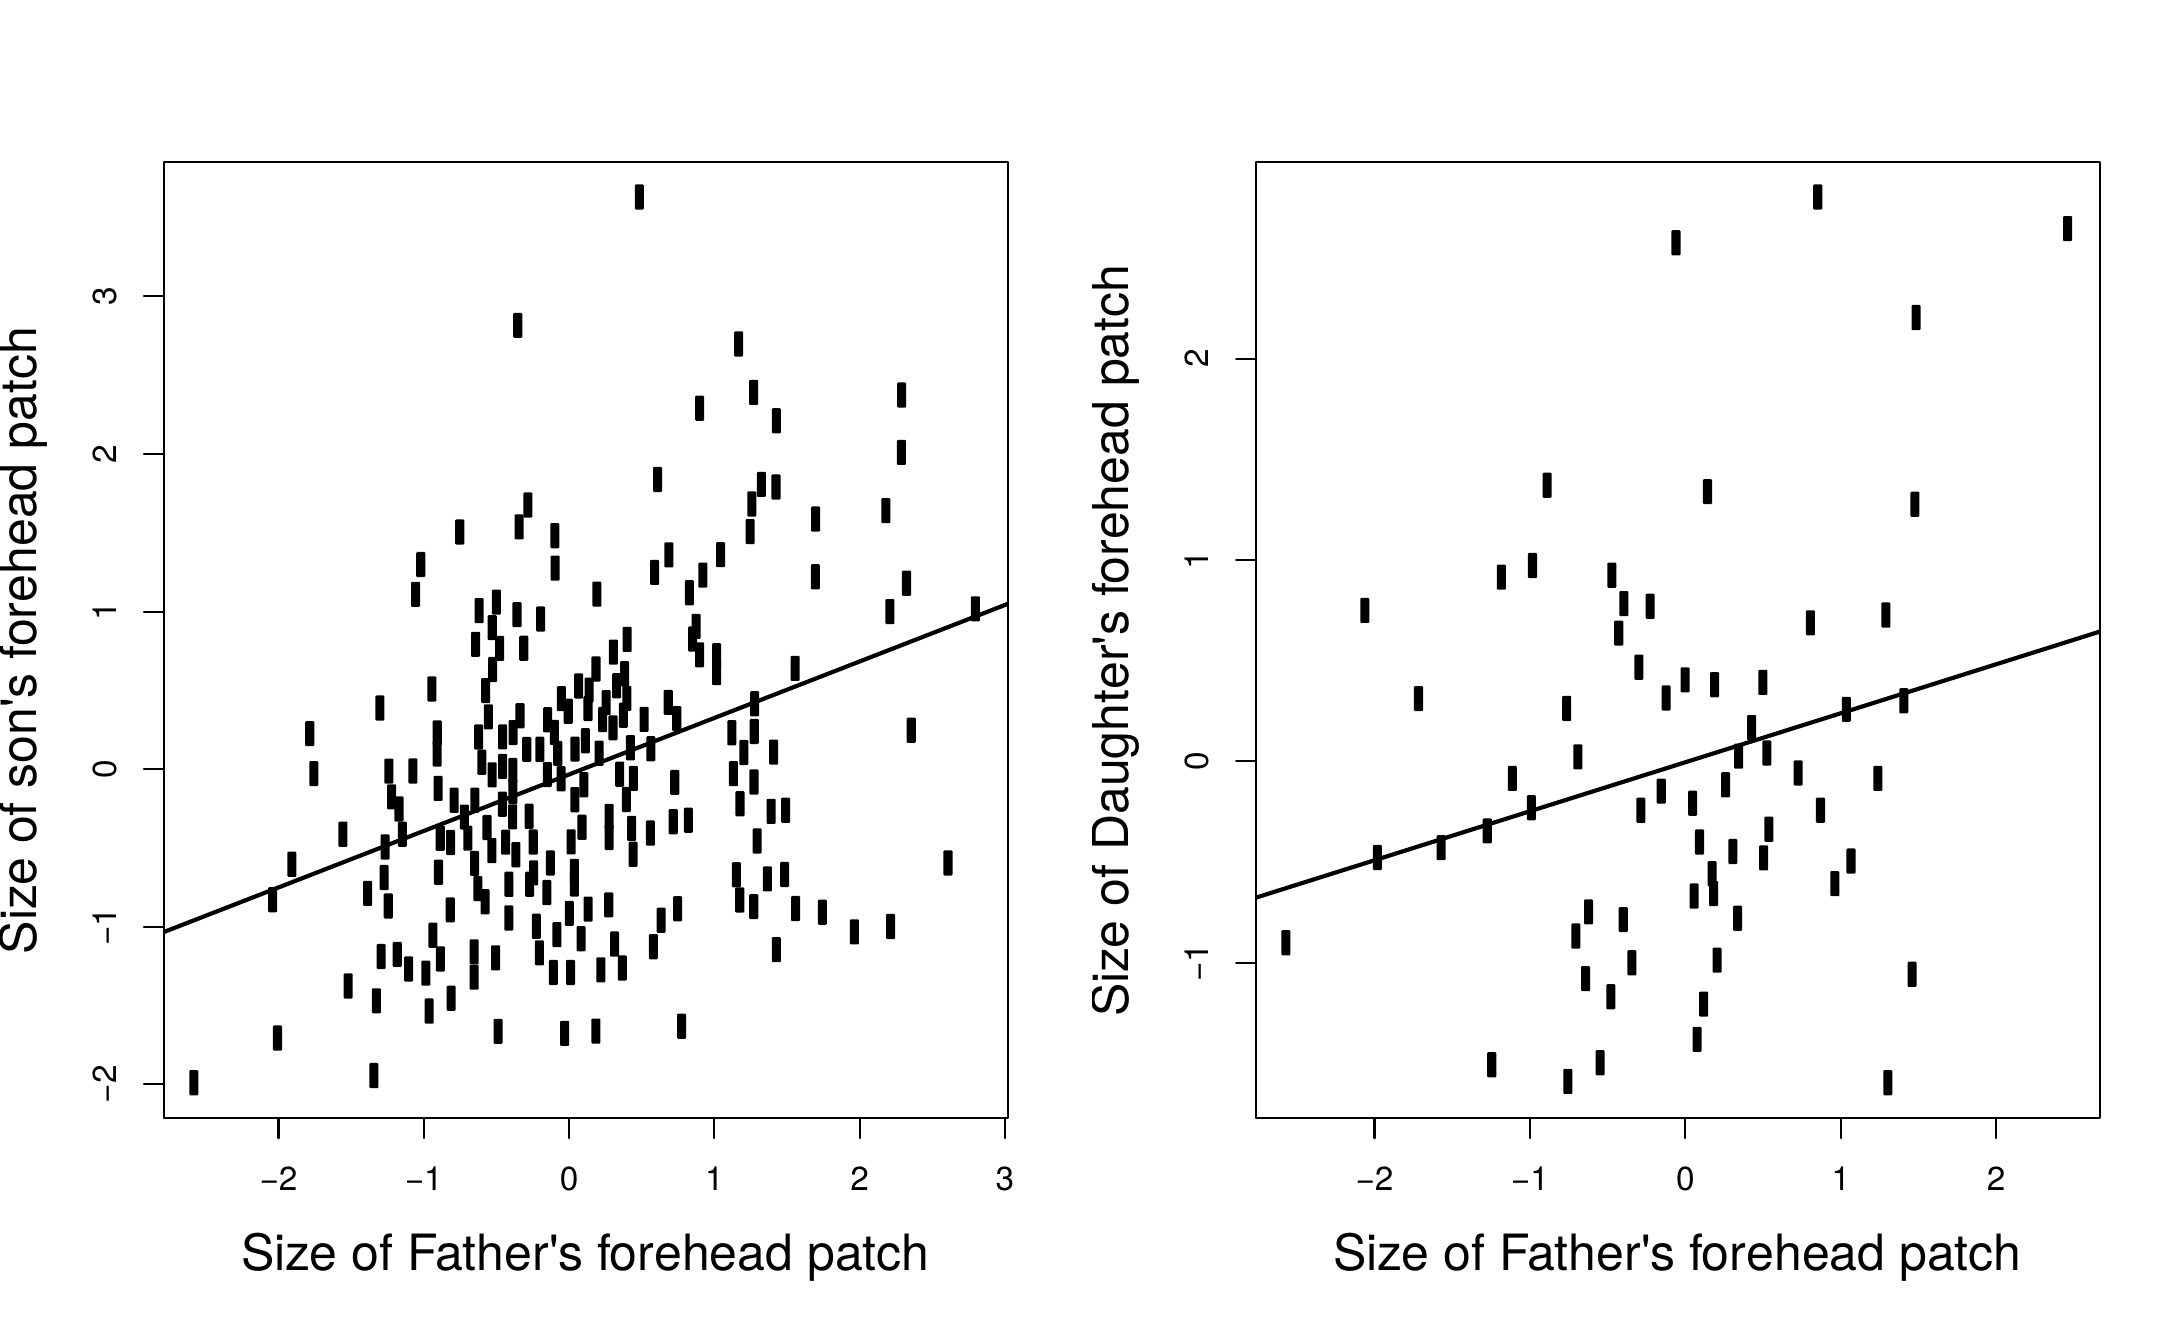 Size of son's forehead patch
3
2
1
0
−1
−2
−2 −1 0 1 2 3
Size of Father's forehead patch
Size of Daughter's forehead patch
2
1
0
−1
−2 −1 0 1 2
Size of Father's forehead patch